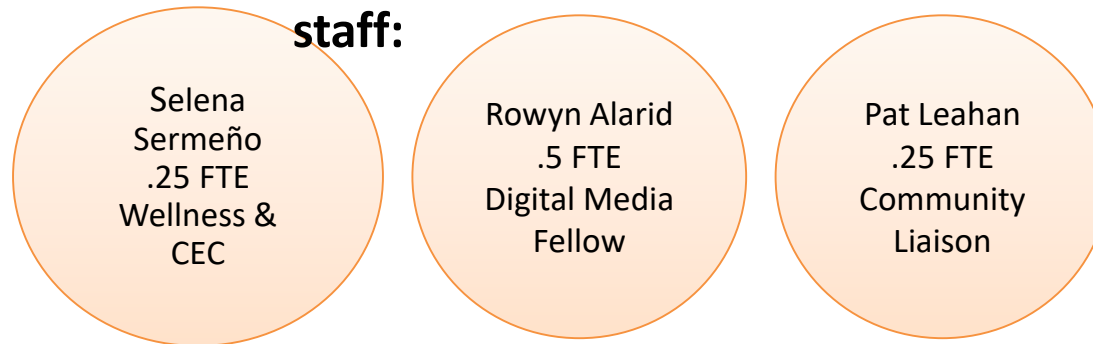 staff:
Selena
Sermeño
.25 FTE
Wellness &
CEC
Rowyn Alarid
.5 FTE
Digital Media
Fellow
Pat Leahan
.25 FTE
Community
Liaison